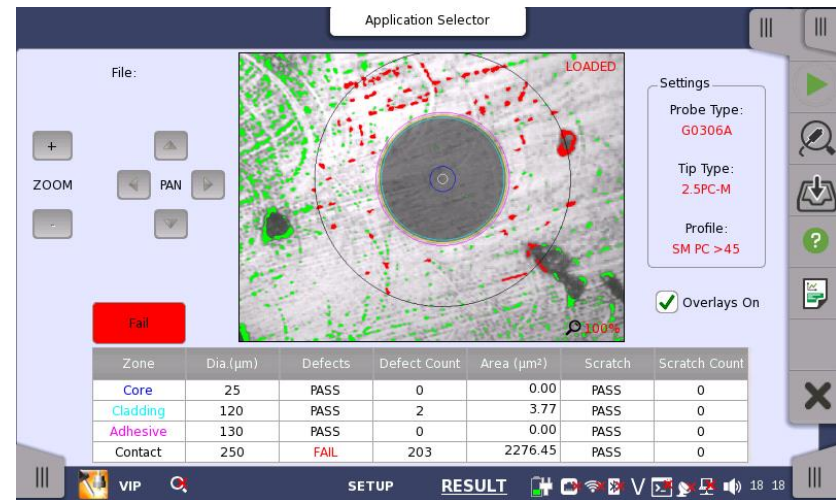 Application Selector
File:
LOADED
Settings
Probe Type:
G0306A
Tip Type:
2.5PC-M
Profile:
SM PC >45
+
ZOOM
PAN
-
Overlays On
100%
Fail
Zone Dia.(µm) Defects Defect Count Area (µm²) Scratch Scratch Count
Core 25 PASS 0 0.00 PASS 0
Cladding 120 PASS 2 3.77 PASS 0
Adhesive 130 PASS 0 0.00 PASS 0
Contact 250 FAIL 203 2276.45 PASS 0
VIP SETUP RESULT V 18 18